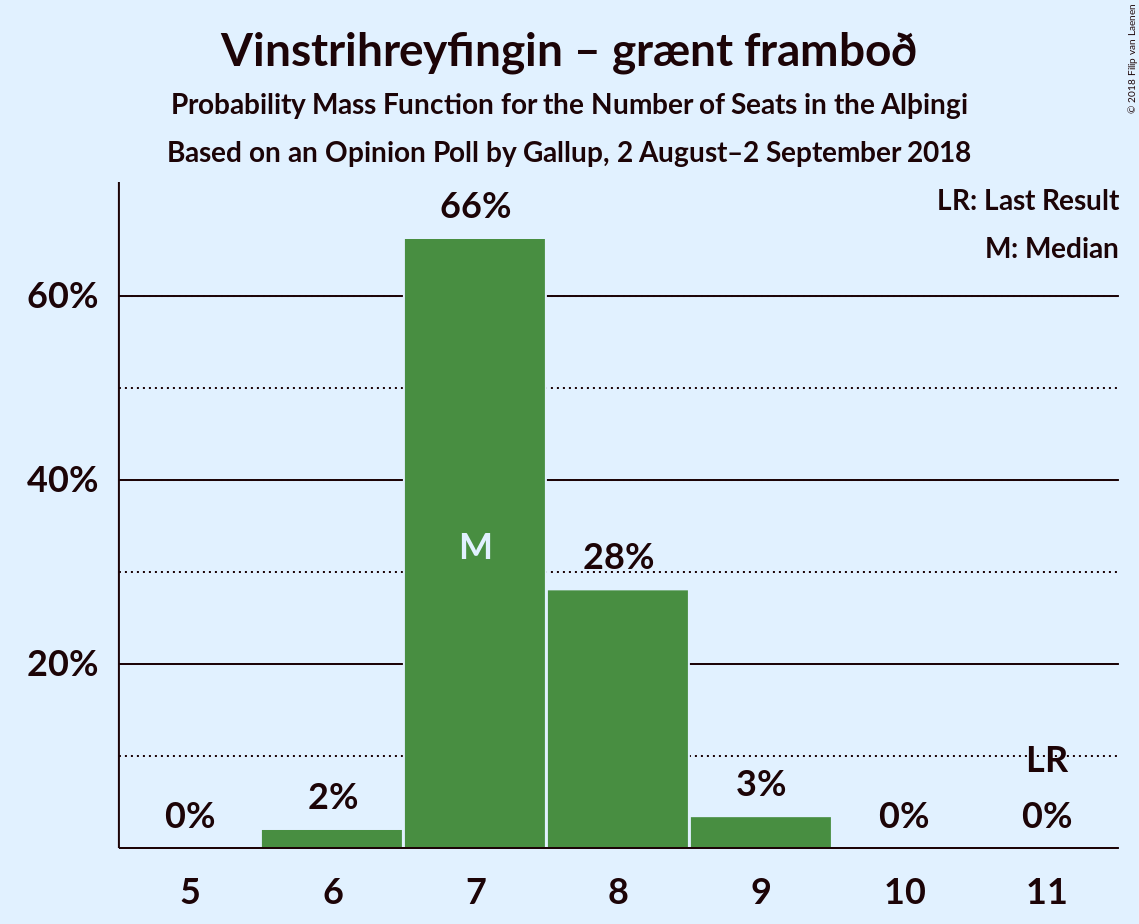 Vinstrihreyfingin – grænt framboð
Probability Mass Function for the Number of Seats in the Alþingi
Based on an Opinion Poll by Gallup, 2 August–2 September 2018
© 2018 Filip van Laenen
LR: Last Result
M: Median
66%
60%
40%
M
28%
20%
LR
3%
2%
0%
0%
0%
5 6 7 8 9 10 11